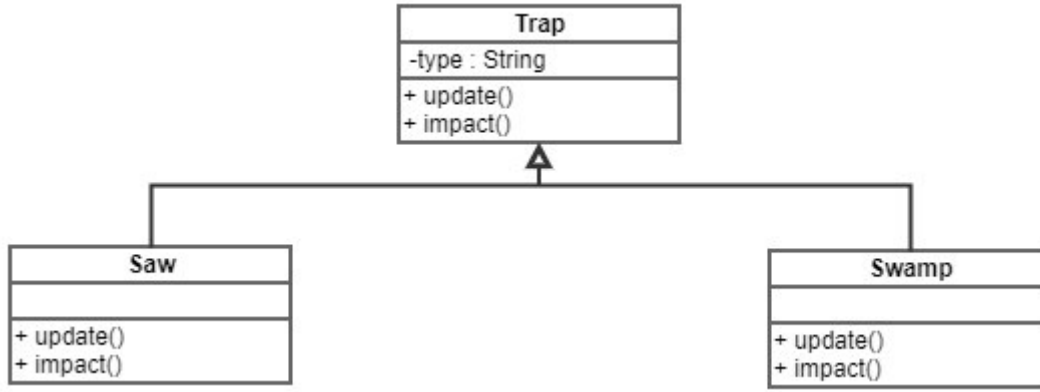 Trap
-type : String
+ update()
+ impact()
Saw
+ update()
+ impact()
Swamp
+ update()
+ impact()